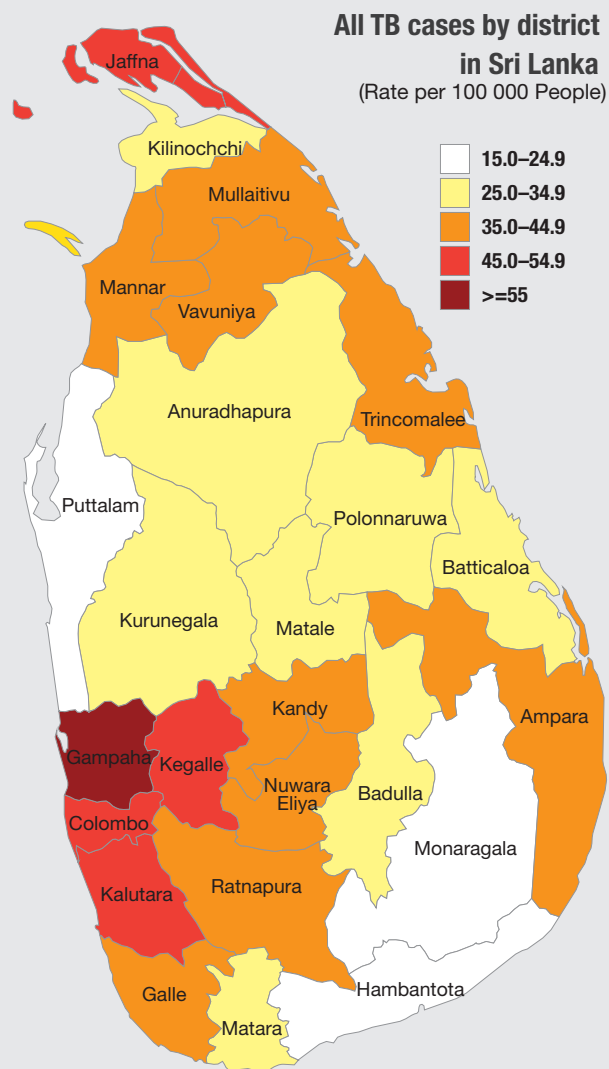 All TB cases by district
in Sri Lanka
(Rate per 100 000 People)
15.0–24.9
25.0–34.9
35.0–44.9
45.0–54.9
>=55
Jaffna
Kilinochchi
Mullaitivu
Mannar
Vavuniya
Anuradhapura
Trincomalee
Puttalam
Polonnaruwa
Batticaloa
Kurunegala
Matale
Kandy
Ampara
Gampaha
Kegalle
Nuwara
Eliya
Badulla
Colombo
Monaragala
Kalutara
Ratnapura
Galle
Hambantota
Matara